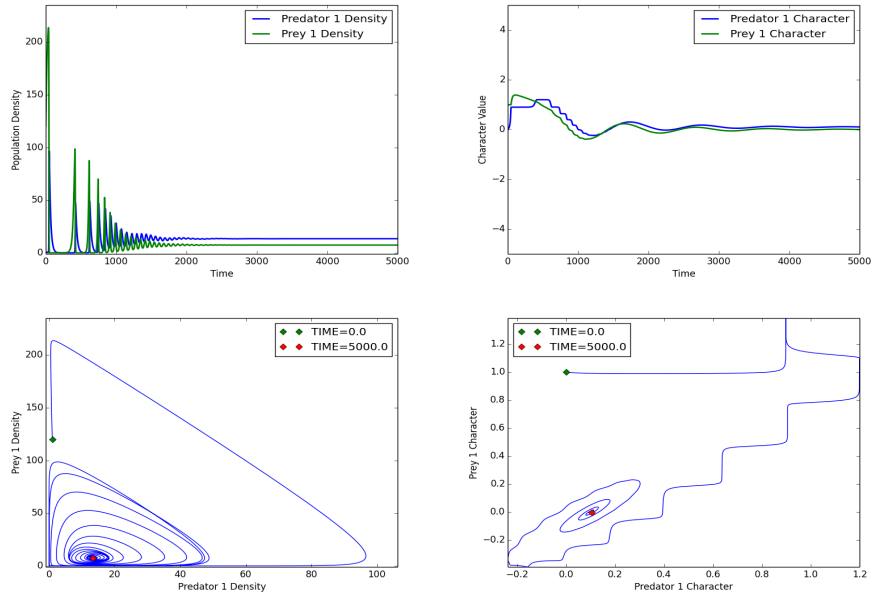 Predator 1 Density
Prey 1 Density
200
150
100
50
0
Population Density
0 1000 2000 3000 4000 5000
Time
Predator 1 Character
Prey 1 Character
4
2
0
−2
−4
Character Value
0 1000 2000 3000 4000 5000
Time
TIME=0.0
TIME=5000.0
200
150
100
50
0
Prey 1 Density
0 20 40 60 80 100
Predator 1 Density
TIME=0.0
TIME=5000.0
1.2
1.0
0.8
0.6
0.4
0.2
0.0
−0.2
Prey 1 Character
−0.2 0.0 0.2 0.4 0.6 0.8 1.0 1.2
Predator 1 Character